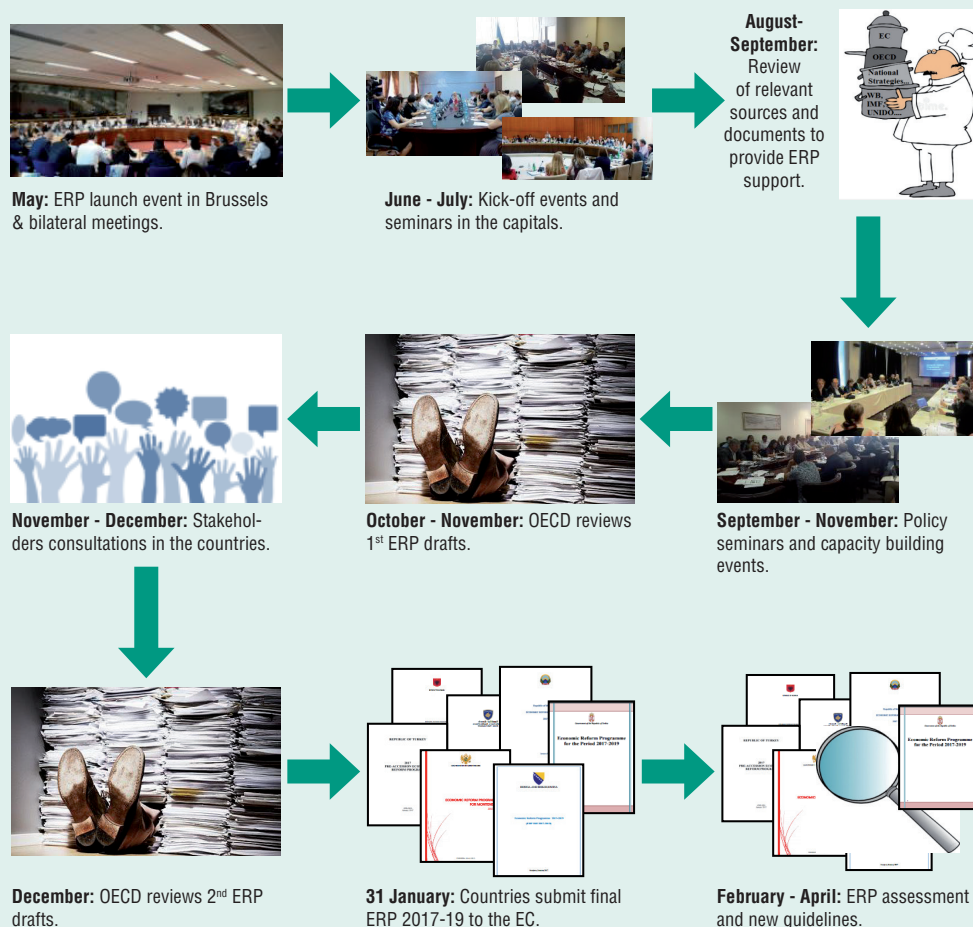 May: ERP launch event in Brussels
& bilateral meetings.
June - July: Kick-off events and
seminars in the capitals.
August-
September:
Review
of relevant
sources and
documents to
provide ERP
support.
EC
OECD
National
Strategies...
WB,
IMF,
UNIDO...
September - November: Policy
seminars and capacity building
events.
October - November: OECD reviews
1st ERP drafts.
November - December: Stakehol-
ders consultations in the countries.
December: OECD reviews 2nd ERP
drafts.
REPUBLIC OF TURKEY
2017
PRE-ACCESSION ECONOMIC
REFORM PROGRAMME
Economic Reform Programme
for the Period 2017-2019
ECONOMIC REFORM PROGRAMME
BOSNIA AND HERZEGOVINA
31 January: Countries submit final
ERP 2017-19 to the EC.
REPUBLIC OF TURKEY
2017
Economic Reform Programme
for the Period 2017-2019
ECONOMIC
February - April: ERP assessment
and new guidelines.